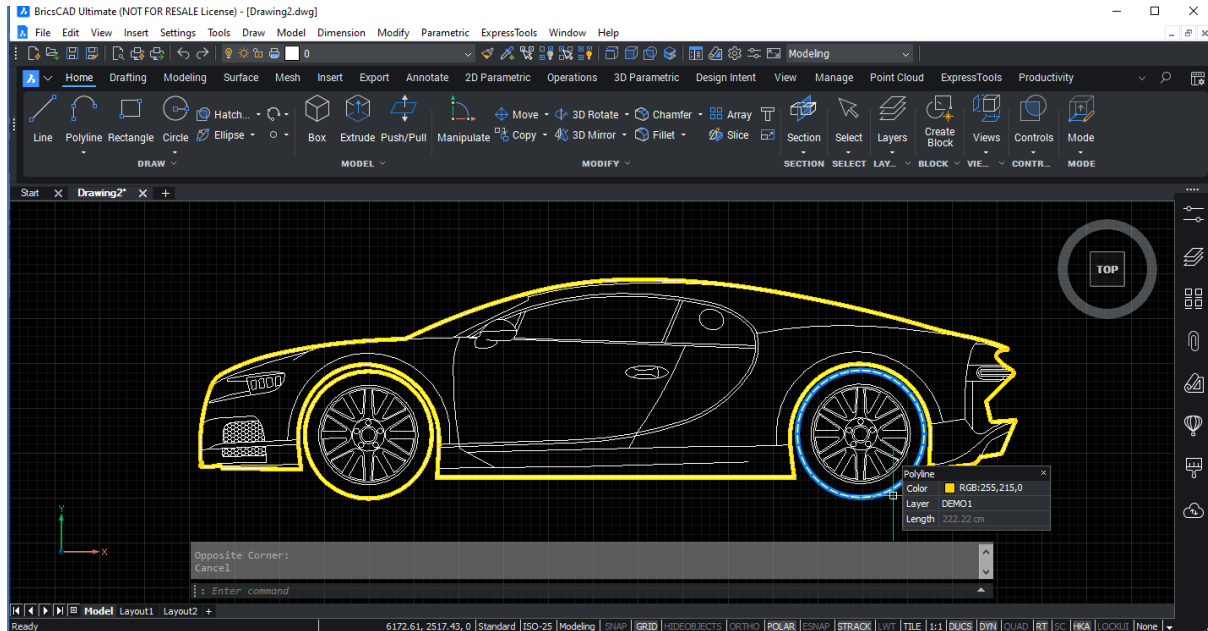 BricsCAD Ultimate (NOT FOR RESALE License) - [Drawing2.dwg]
File Edit View Insert Settings Tools Draw Model Dimension Modify Parametric ExpressTools Window Help
0 Modeling
Home Drafting Modeling Surface Mesh Insert Export Annotate 2D Parametric Operations 3D Parametric Design Intent View Manage Point Cloud ExpressTools Productivity
Hatch... Move 3D Rotate Chamfer Array
Line Polyline Rectangle Circle Ellipse Box Extrude Push/Pull Manipulate Copy 3D Mirror Fillet Slice Section Select Layers Create Block Views Controls Mode
DRAW MODEL MODIFY SECTION SELECT LAY... BLOCK VIE... CONTR... MODE
Start Drawing2* +
TOP
Polyline
Color RGB:255,215,0
Layer DEMO1
Length 222.22 cm
Y
X
Opposite Corner:
Cancel
: Enter command
Model Layout1 Layout2 +
Ready 6172.61, 2517.43, 0 Standard ISO-25 Modeling SNAP GRID HIDEOBJECTS ORTHO POLAR ESNAP STRACK LWT TILE 1:1 DUCS DYN QUAD RT SC HKA LOCKUI None